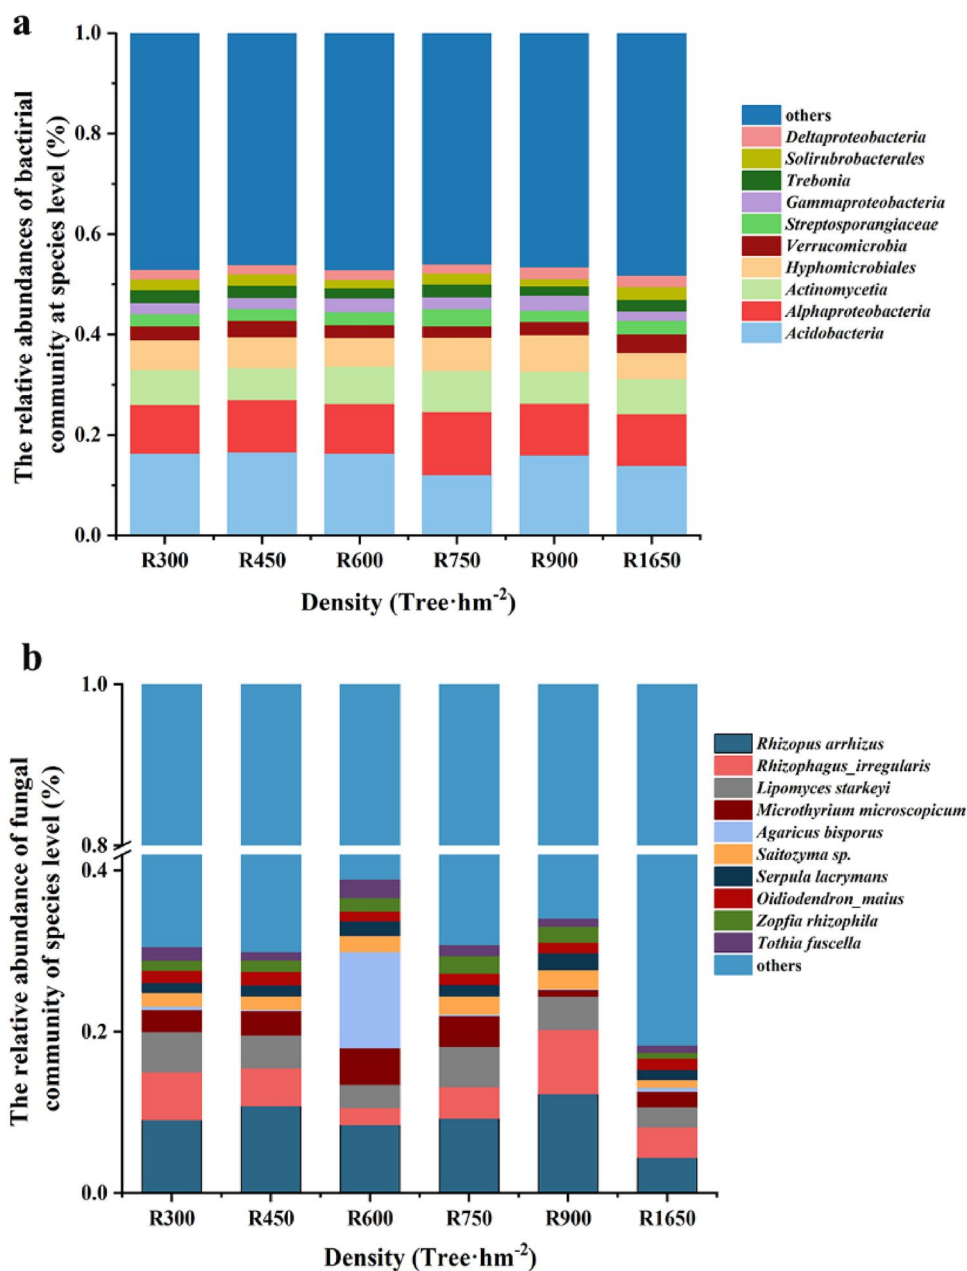 a
The relative abundances of bactirial
community at species level (%)
1.0
0.8
0.6
0.4
0.2
0.0
R300 R450 R600 R750 R900 R1650
Density (Tree·hm⁻²)
others
Deltaproteobacteria
Solirubrobacterales
Trebonia
Gammaproteobacteria
Streptosporangiaceae
Verrucomicrobia
Hyphomicrobiales
Actinomycetia
Alphaproteobacteria
Acidobacteria
b
The relative abundance of fungal
community of species level (%)
1.0
0.8
0.4
0.2
0.0
R300 R450 R600 R750 R900 R1650
Density (Tree·hm⁻²)
Rhizopus arrhizus
Rhizophagus_irregularis
Lipomyces starkeyi
Microthyrium microscopicum
Agaricus bisporus
Saitozyma sp.
Serpula lacrymans
Oidiodendron_maius
Zopfia rhizophila
Tothia fuscella
others